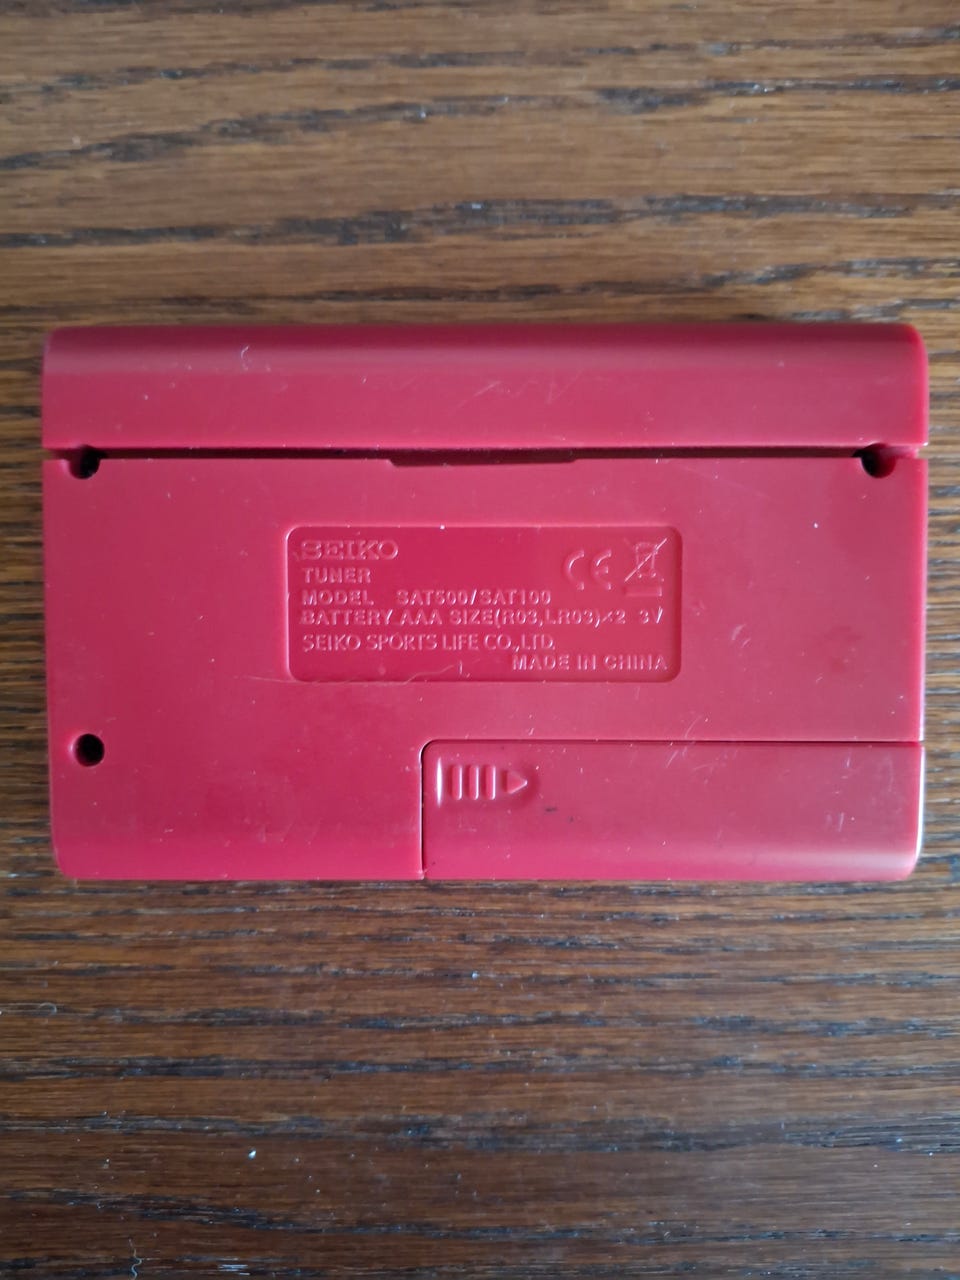 SEIKO
TUNER
MODEL SAT500/SAT100
BATTERY AAA SIZE(R03,LR03)×2 3V
SEIKO SPORTS LIFE CO.,LTD.
MADE IN CHINA
CE